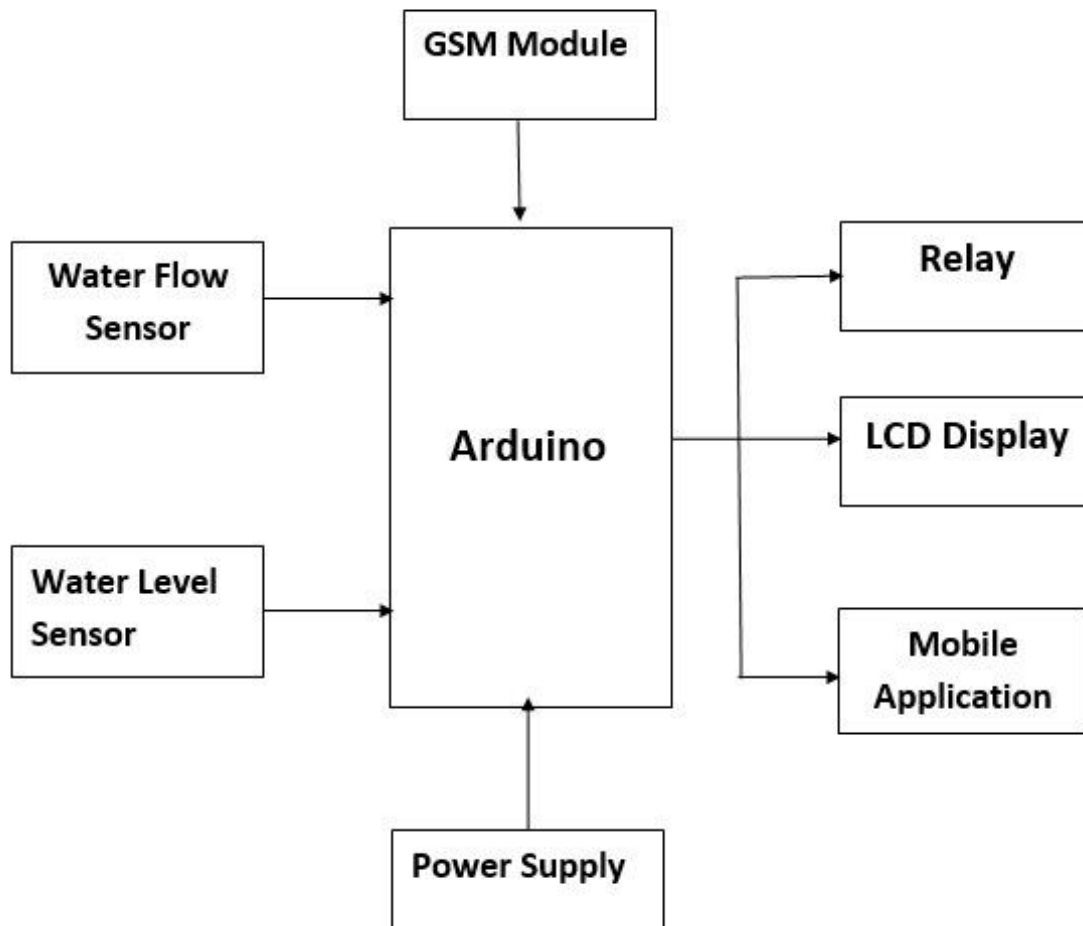 GSM Module
Water Flow
Sensor
Relay
Arduino
LCD Display
Water Level
Sensor
Mobile
Application
Power Supply